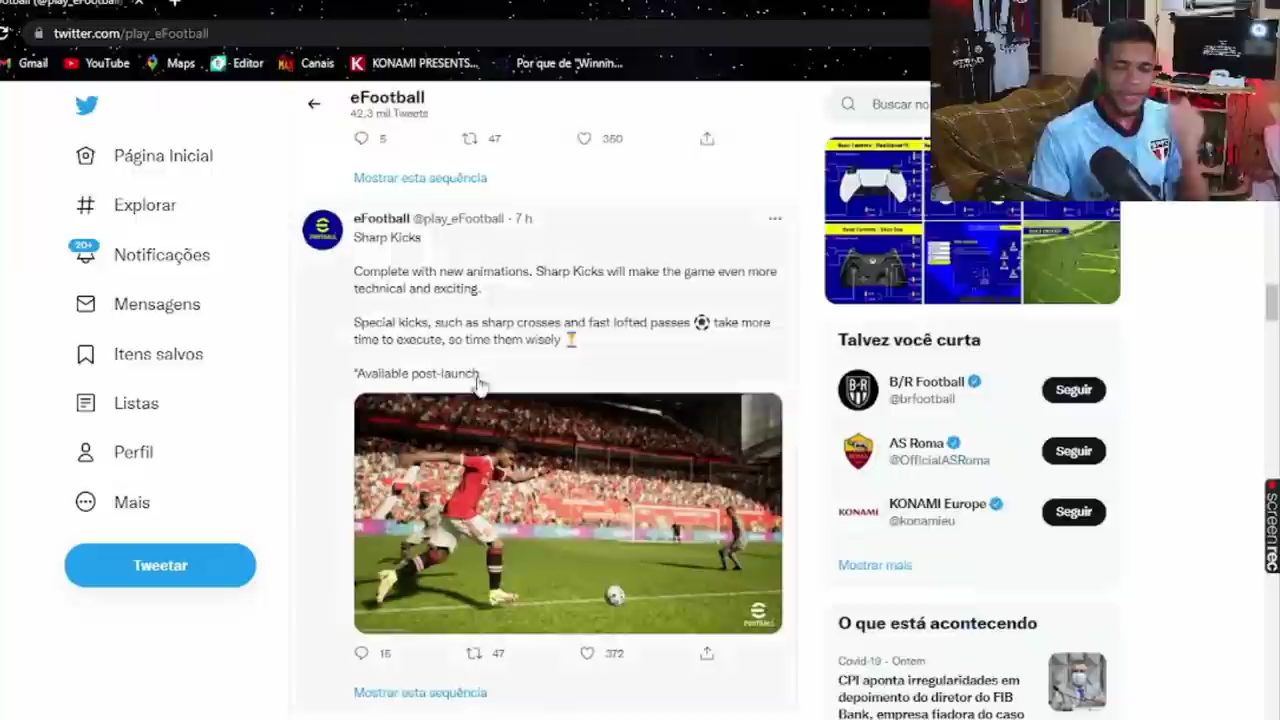 twitter.com/play_eFootball
Gmail
YouTube
Maps
Editor
Canais
KONAMI PRESENTS...
Por que de "Winnin...
eFootball
42,3 mil Tweets
Buscar no
5
47
350
Mostrar esta sequência
Página Inicial
Explorar
20+
Notificações
Mensagens
Itens salvos
Listas
Perfil
Mais
Tweetar
eFootball @play_eFootball · 7 h
Sharp Kicks
Complete with new animations. Sharp Kicks will make the game even more
technical and exciting.
Special kicks, such as sharp crosses and fast lofted passes ⚽ take more
time to execute, so time them wisely ⏳
*Available post-launch
15
47
372
Mostrar esta sequência
Talvez você curta
B/R
B/R Football
@brfootball
Seguir
AS Roma
@OfficialASRoma
Seguir
KONAMI
KONAMI Europe
@konamieu
Seguir
Mostrar mais
O que está acontecendo
Covid-19 · Ontem
CPI aponta irregularidades em
depoimento do diretor do FIB
Bank, empresa fiadora do caso
screenrec